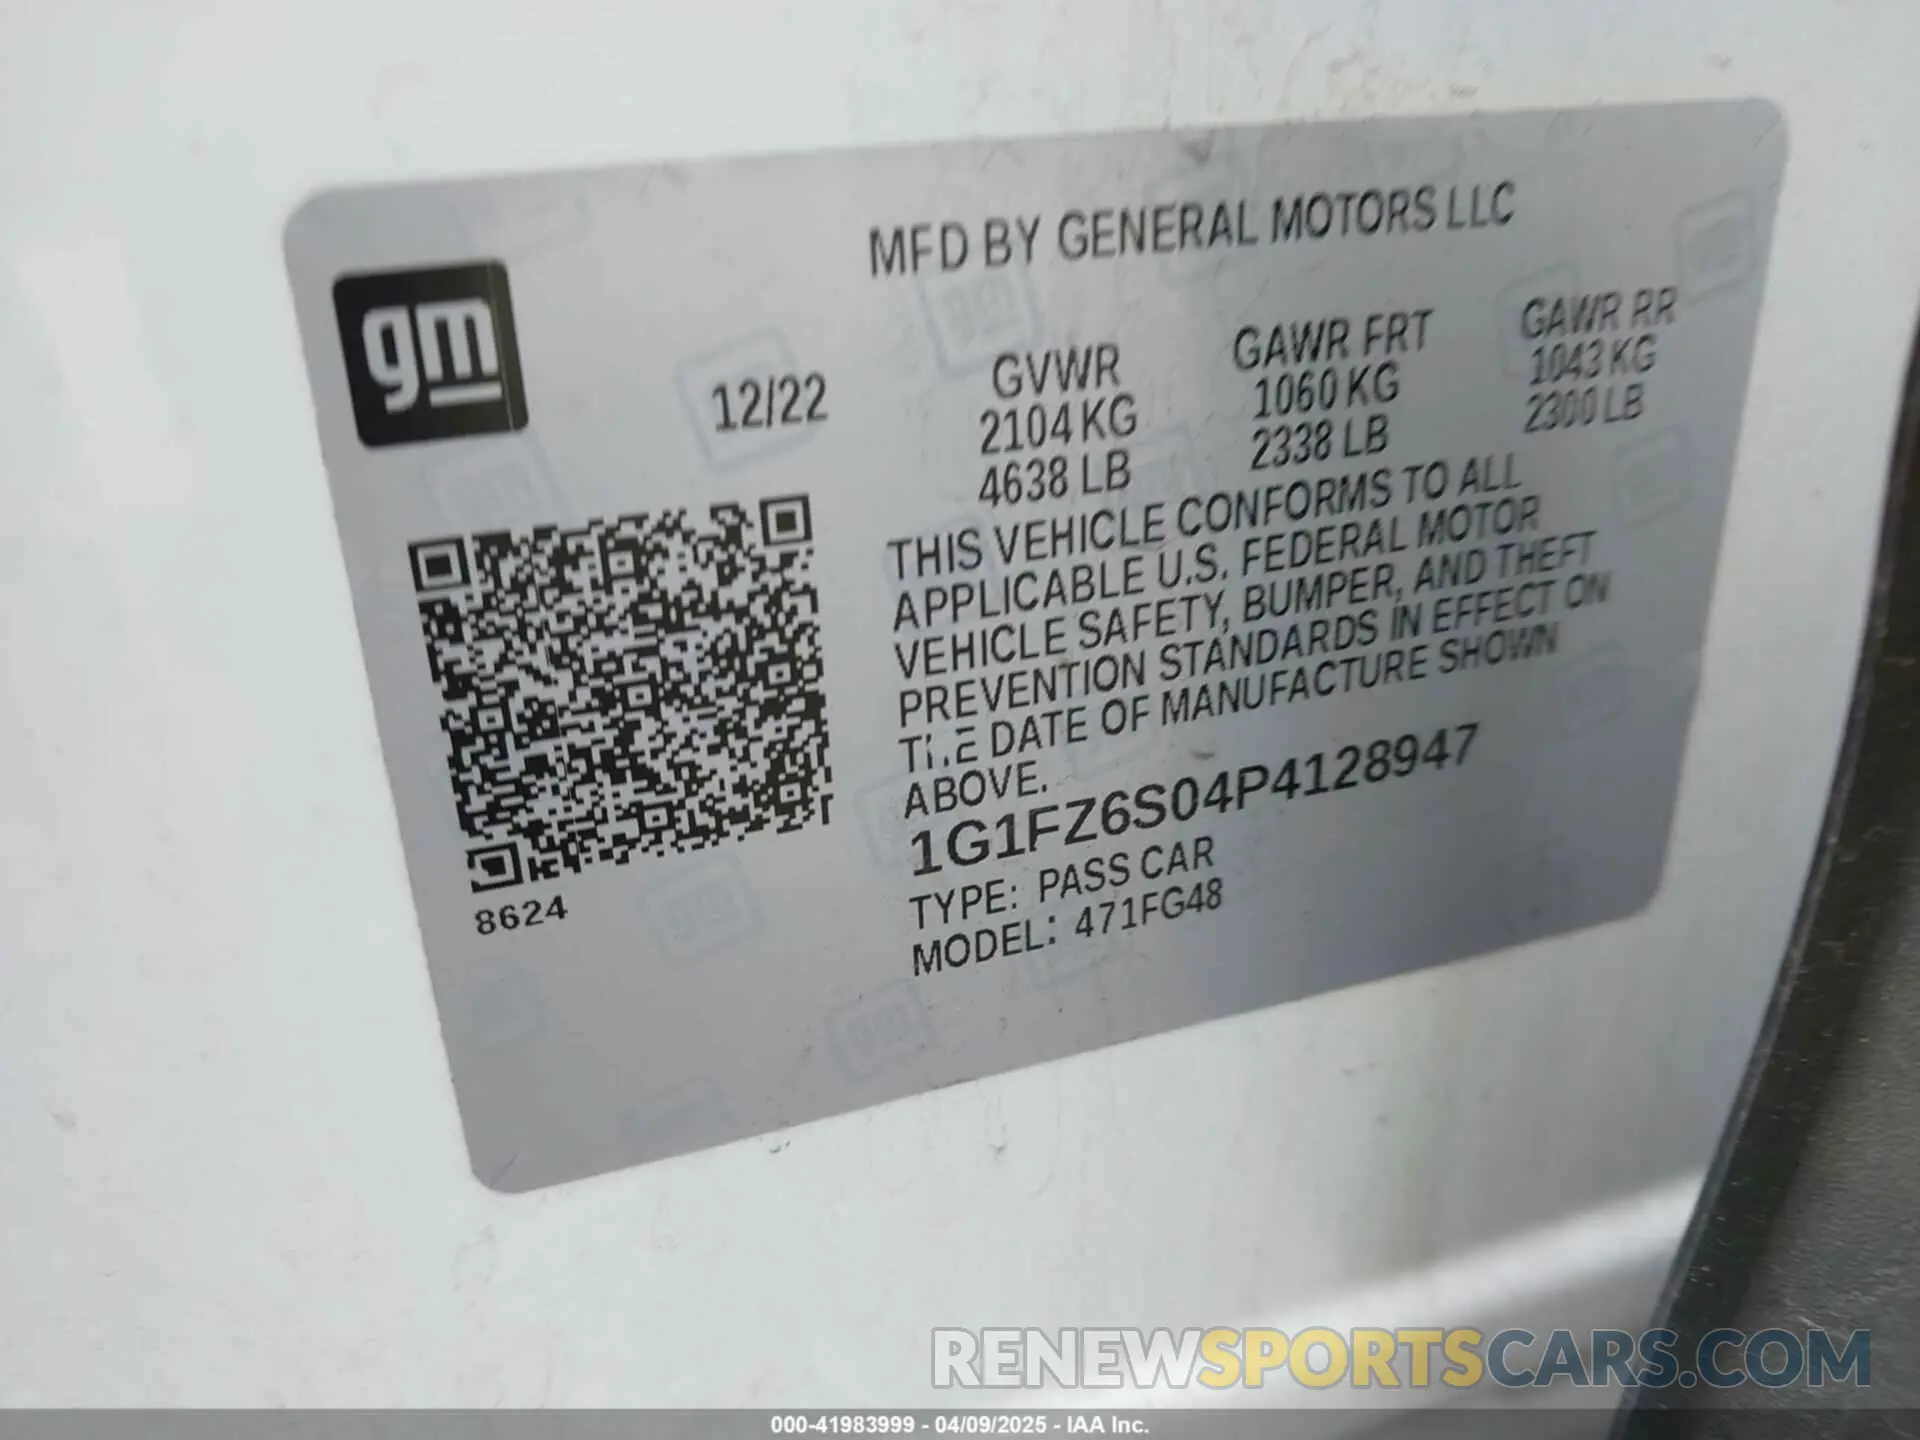 MFD BY GENERAL MOTORS LLC
gm
12/22
GVWR
2104 KG
4638 LB
GAWR FRT
1060 KG
2338 LB
GAWR RR
1043 KG
2300 LB
THIS VEHICLE CONFORMS TO ALL
APPLICABLE U.S. FEDERAL MOTOR
VEHICLE SAFETY, BUMPER, AND THEFT
PREVENTION STANDARDS IN EFFECT ON
THE DATE OF MANUFACTURE SHOWN
ABOVE.
1G1FZ6S04P4128947
TYPE: PASS CAR
MODEL: 471FG48
8624
RENEWSPORTSCARS.COM
000-41983999 - 04/09/2025 - IAA Inc.